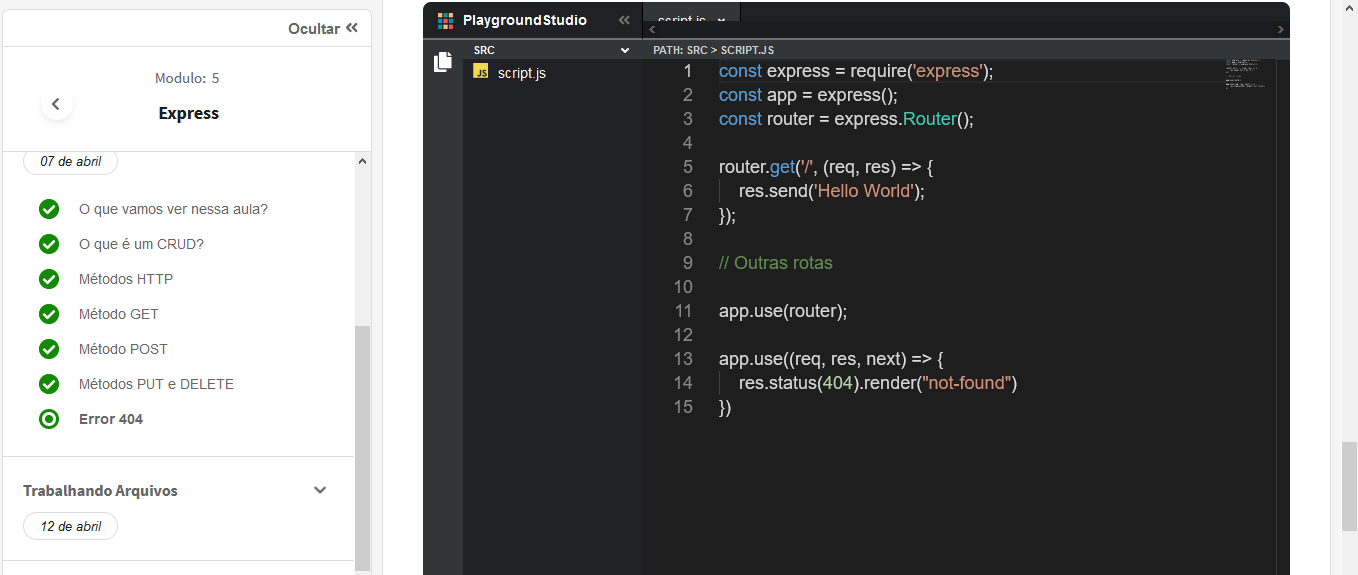 Ocultar
Modulo: 5
Express
07 de abril
O que vamos ver nessa aula?
O que é um CRUD?
Métodos HTTP
Método GET
Método POST
Métodos PUT e DELETE
Error 404
Trabalhando Arquivos
12 de abril
PlaygroundStudio
script.js
SRC
JS script.js
PATH: SRC > SCRIPT.JS
1 const express = require('express');
2 const app = express();
3 const router = express.Router();
4
5 router.get('/', (req, res) => {
6 res.send('Hello World');
7 });
8
9 // Outras rotas
10
11 app.use(router);
12
13 app.use((req, res, next) => {
14 res.status(404).render("not-found")
15 })